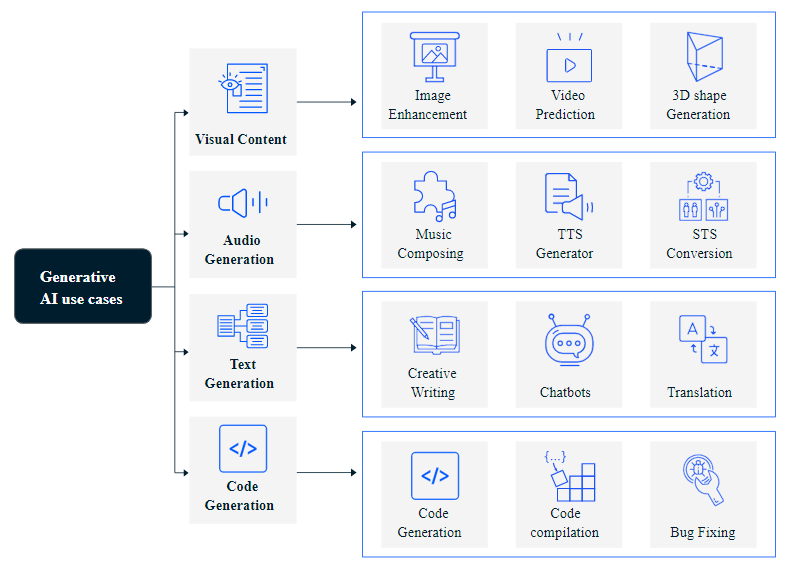 Generative
AI use cases
Visual Content
Image
Enhancement
Video
Prediction
3D shape
Generation
Audio
Generation
Music
Composing
TTS
Generator
STS
Conversion
Text
Generation
Creative
Writing
Chatbots
A
文
Translation
Code
Generation
</>
</>
Code
Generation
{...}
Code
compilation
Bug Fixing